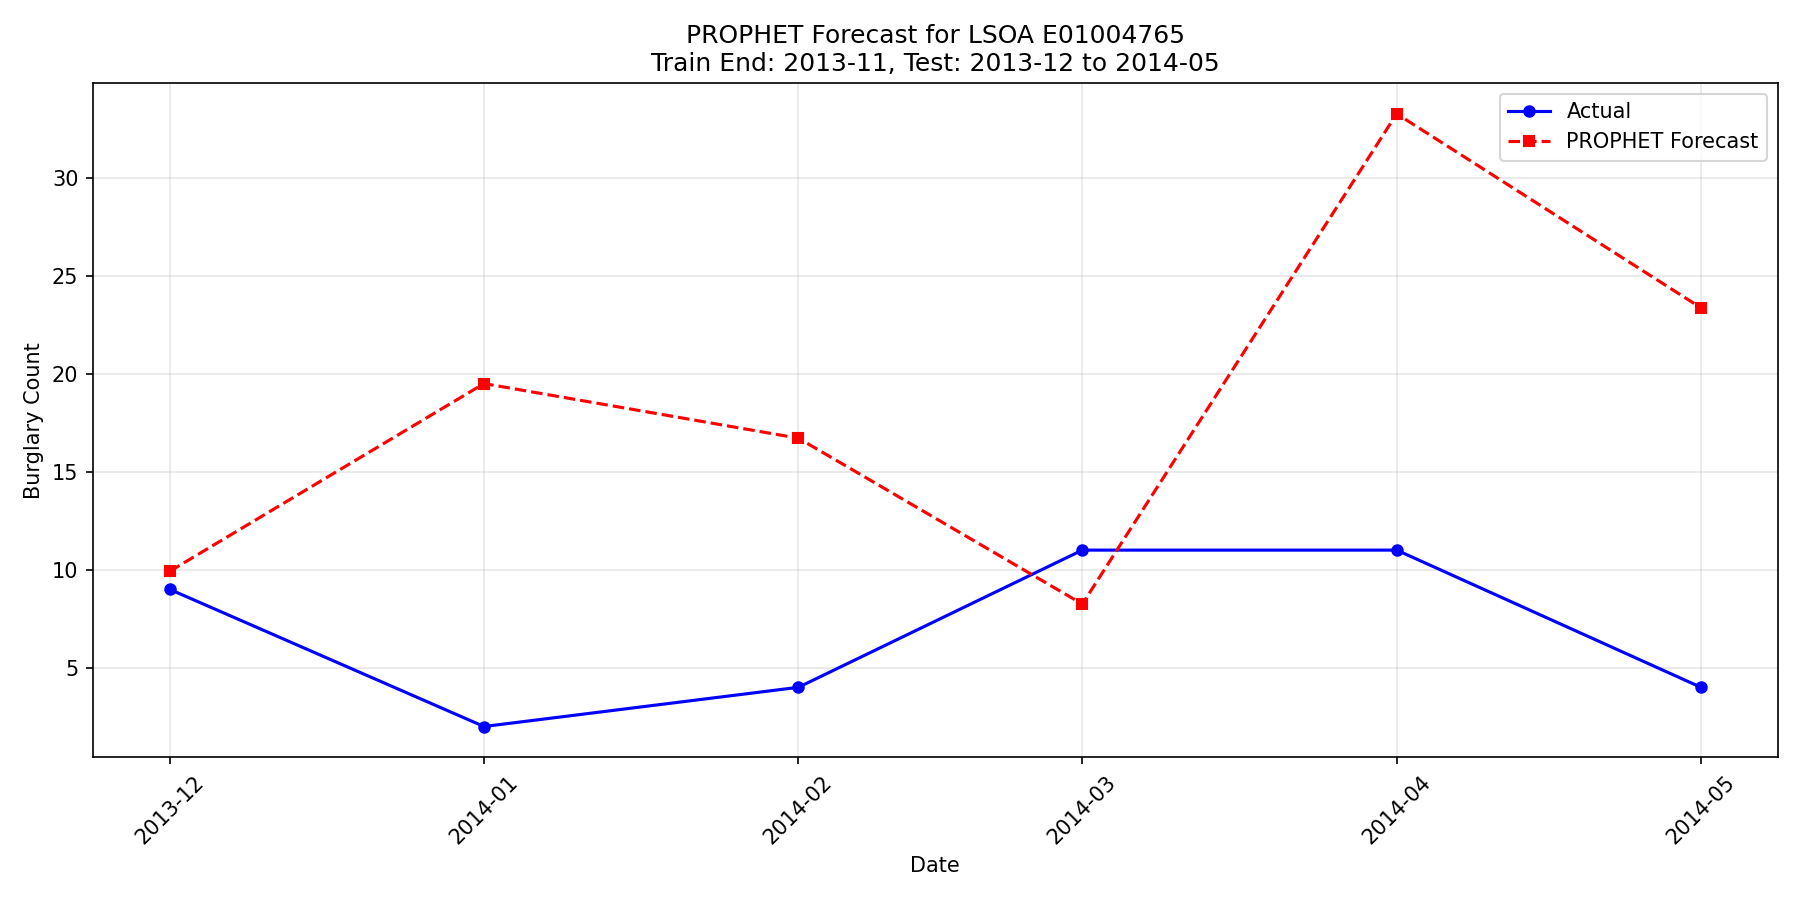 PROPHET Forecast for LSOA E01004765
Train End: 2013-11, Test: 2013-12 to 2014-05
Actual
PROPHET Forecast
Burglary Count
30
25
20
15
10
5
2013-12
2014-01
2014-02
2014-03
2014-04
2014-05
Date